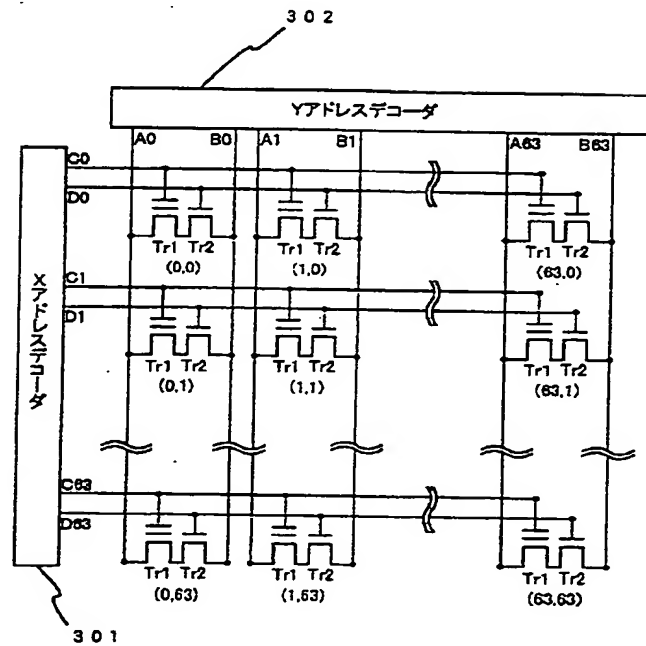 302
Yアドレスデコーダ
A0 B0 A1 B1 A63 B63
C0
D0
Tr1 Tr2 Tr1 Tr2 Tr1 Tr2
(0,0) (1,0) (63,0)
C1
D1
Tr1 Tr2 Tr1 Tr2 Tr1 Tr2
(0,1) (1,1) (63,1)
Xアドレスデコーダ
C63
D63
Tr1 Tr2 Tr1 Tr2 Tr1 Tr2
(0,63) (1,63) (63,63)
301